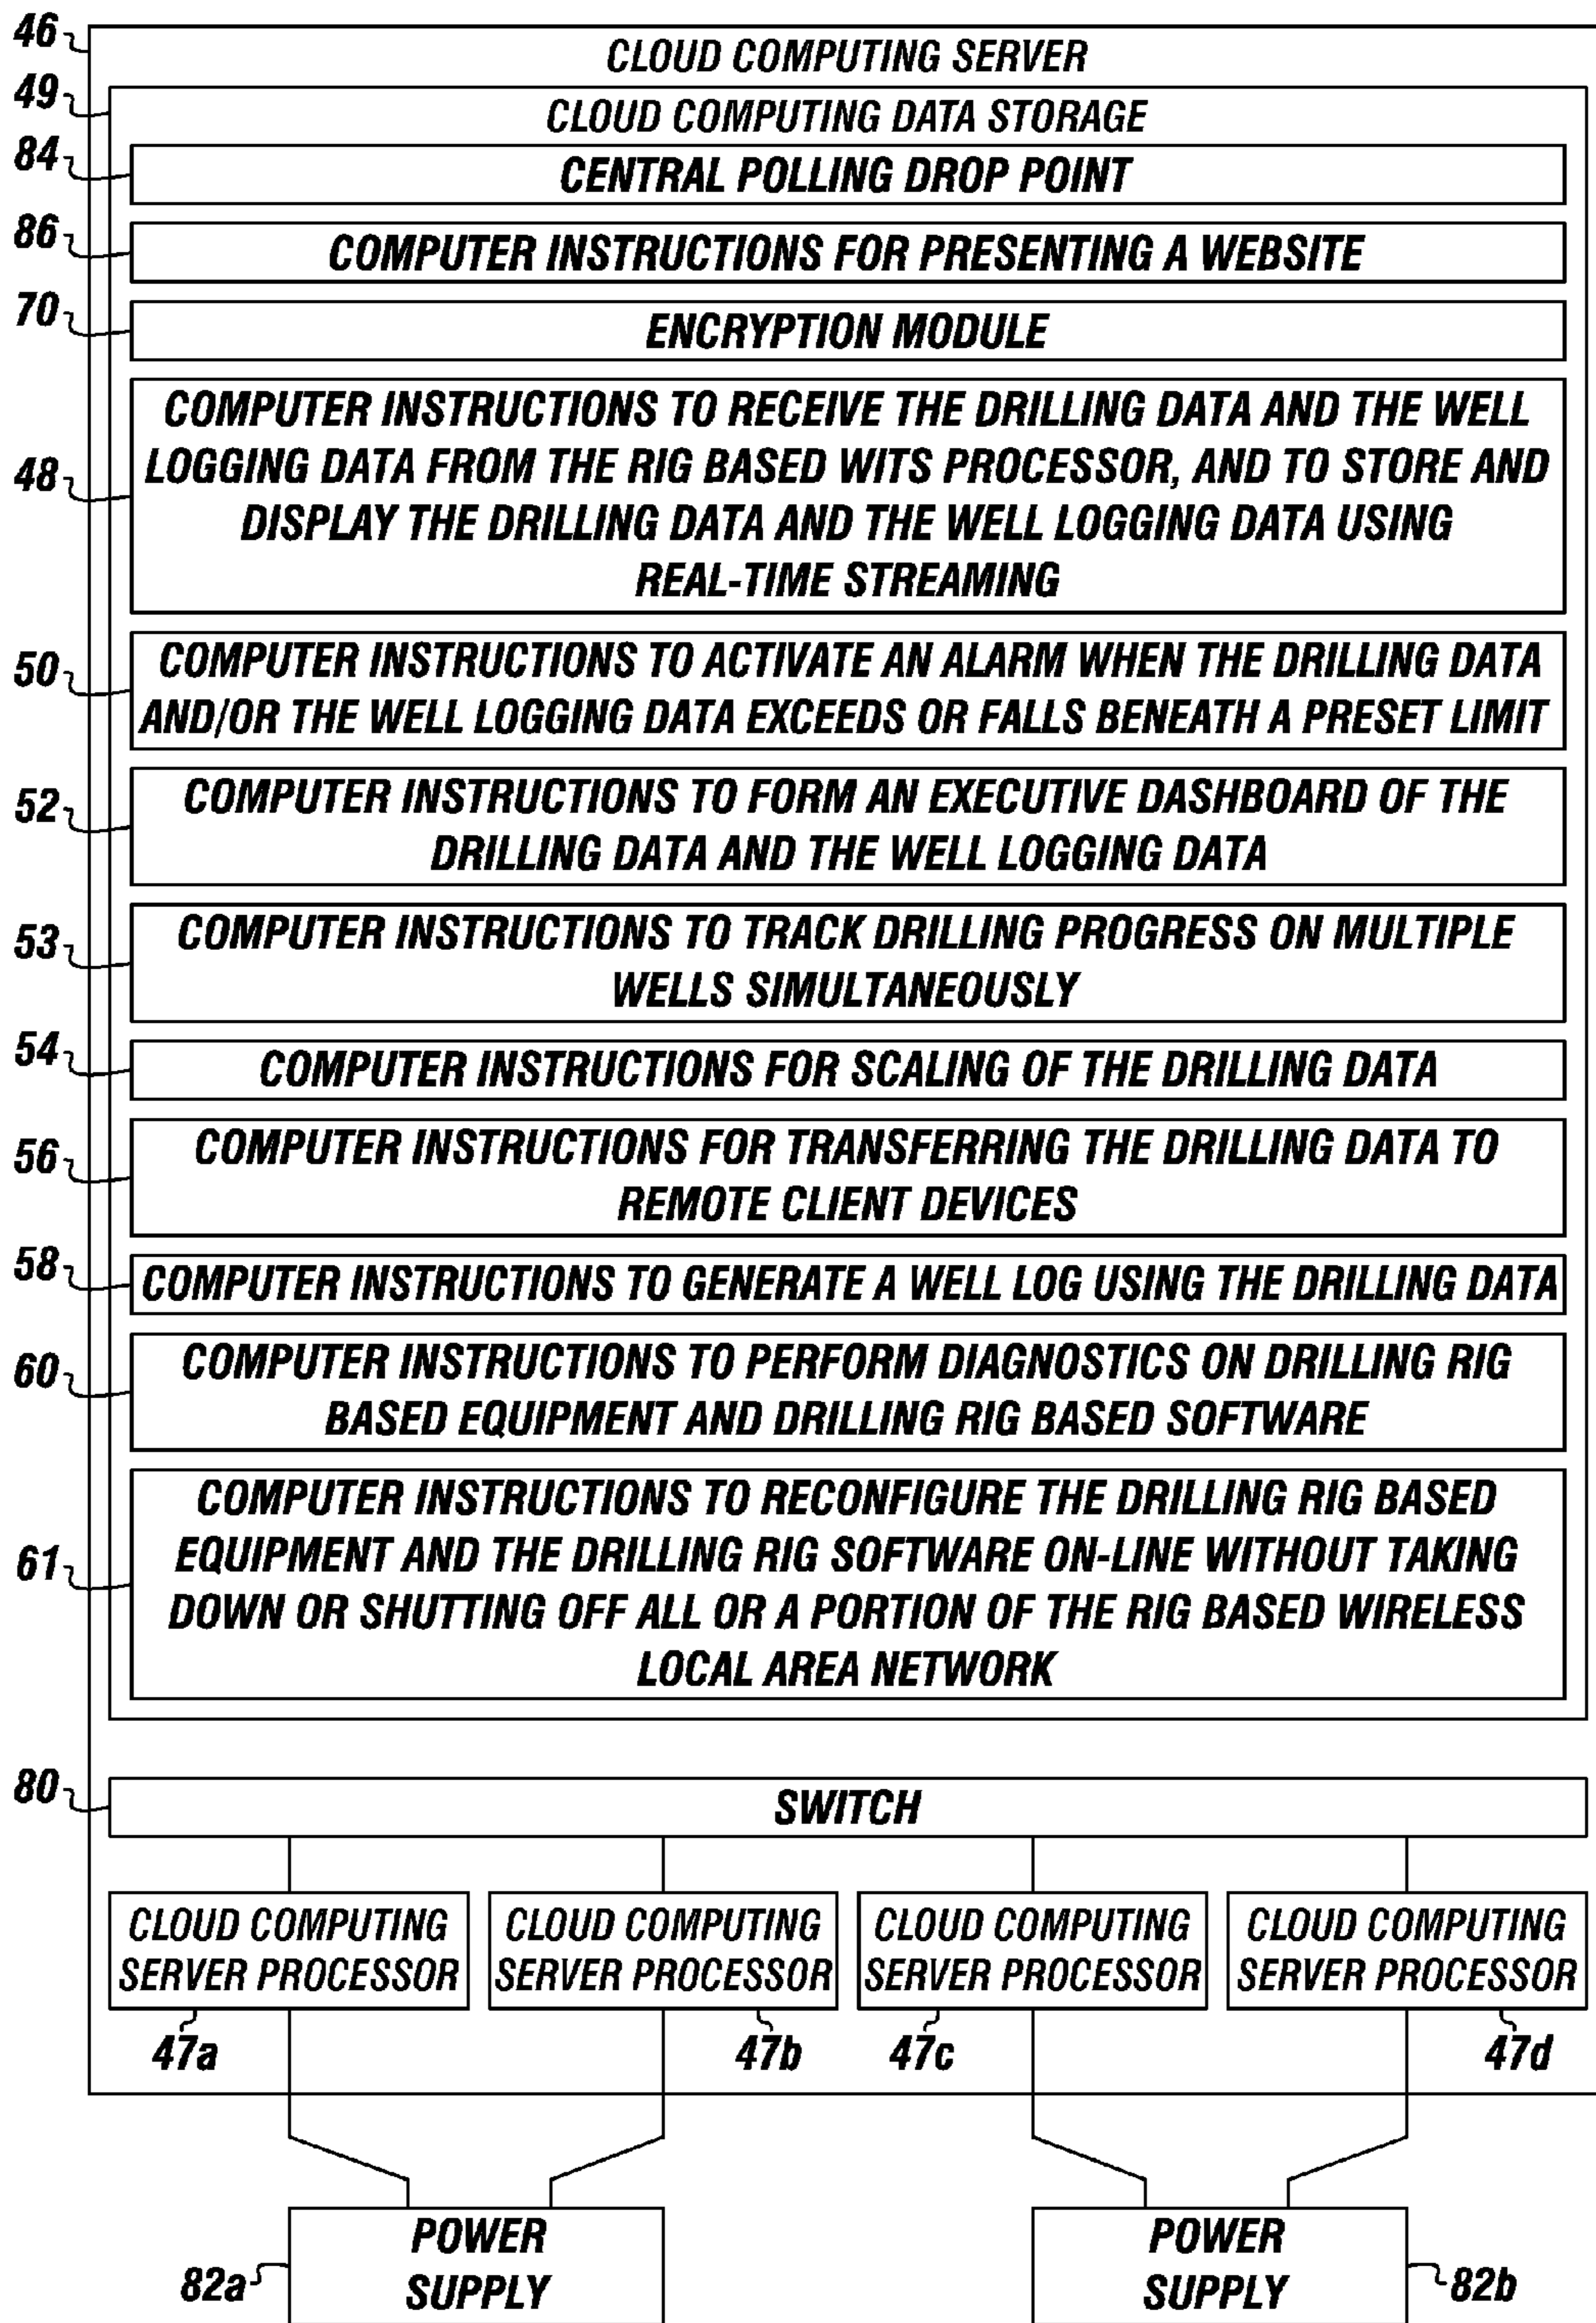 46
CLOUD COMPUTING SERVER
49
CLOUD COMPUTING DATA STORAGE
84
CENTRAL POLLING DROP POINT
86
COMPUTER INSTRUCTIONS FOR PRESENTING A WEBSITE
70
ENCRYPTION MODULE
48
COMPUTER INSTRUCTIONS TO RECEIVE THE DRILLING DATA AND THE WELL
LOGGING DATA FROM THE RIG BASED WITS PROCESSOR, AND TO STORE AND
DISPLAY THE DRILLING DATA AND THE WELL LOGGING DATA USING
REAL-TIME STREAMING
50
COMPUTER INSTRUCTIONS TO ACTIVATE AN ALARM WHEN THE DRILLING DATA
AND/OR THE WELL LOGGING DATA EXCEEDS OR FALLS BENEATH A PRESET LIMIT
52
COMPUTER INSTRUCTIONS TO FORM AN EXECUTIVE DASHBOARD OF THE
DRILLING DATA AND THE WELL LOGGING DATA
53
COMPUTER INSTRUCTIONS TO TRACK DRILLING PROGRESS ON MULTIPLE
WELLS SIMULTANEOUSLY
54
COMPUTER INSTRUCTIONS FOR SCALING OF THE DRILLING DATA
56
COMPUTER INSTRUCTIONS FOR TRANSFERRING THE DRILLING DATA TO
REMOTE CLIENT DEVICES
58
COMPUTER INSTRUCTIONS TO GENERATE A WELL LOG USING THE DRILLING DATA
60
COMPUTER INSTRUCTIONS TO PERFORM DIAGNOSTICS ON DRILLING RIG
BASED EQUIPMENT AND DRILLING RIG BASED SOFTWARE
61
COMPUTER INSTRUCTIONS TO RECONFIGURE THE DRILLING RIG BASED
EQUIPMENT AND THE DRILLING RIG SOFTWARE ON-LINE WITHOUT TAKING
DOWN OR SHUTTING OFF ALL OR A PORTION OF THE RIG BASED WIRELESS
LOCAL AREA NETWORK
80
SWITCH
CLOUD COMPUTING
SERVER PROCESSOR
47a
CLOUD COMPUTING
SERVER PROCESSOR
47b
CLOUD COMPUTING
SERVER PROCESSOR
47c
CLOUD COMPUTING
SERVER PROCESSOR
47d
POWER
SUPPLY
82a
POWER
SUPPLY
82b